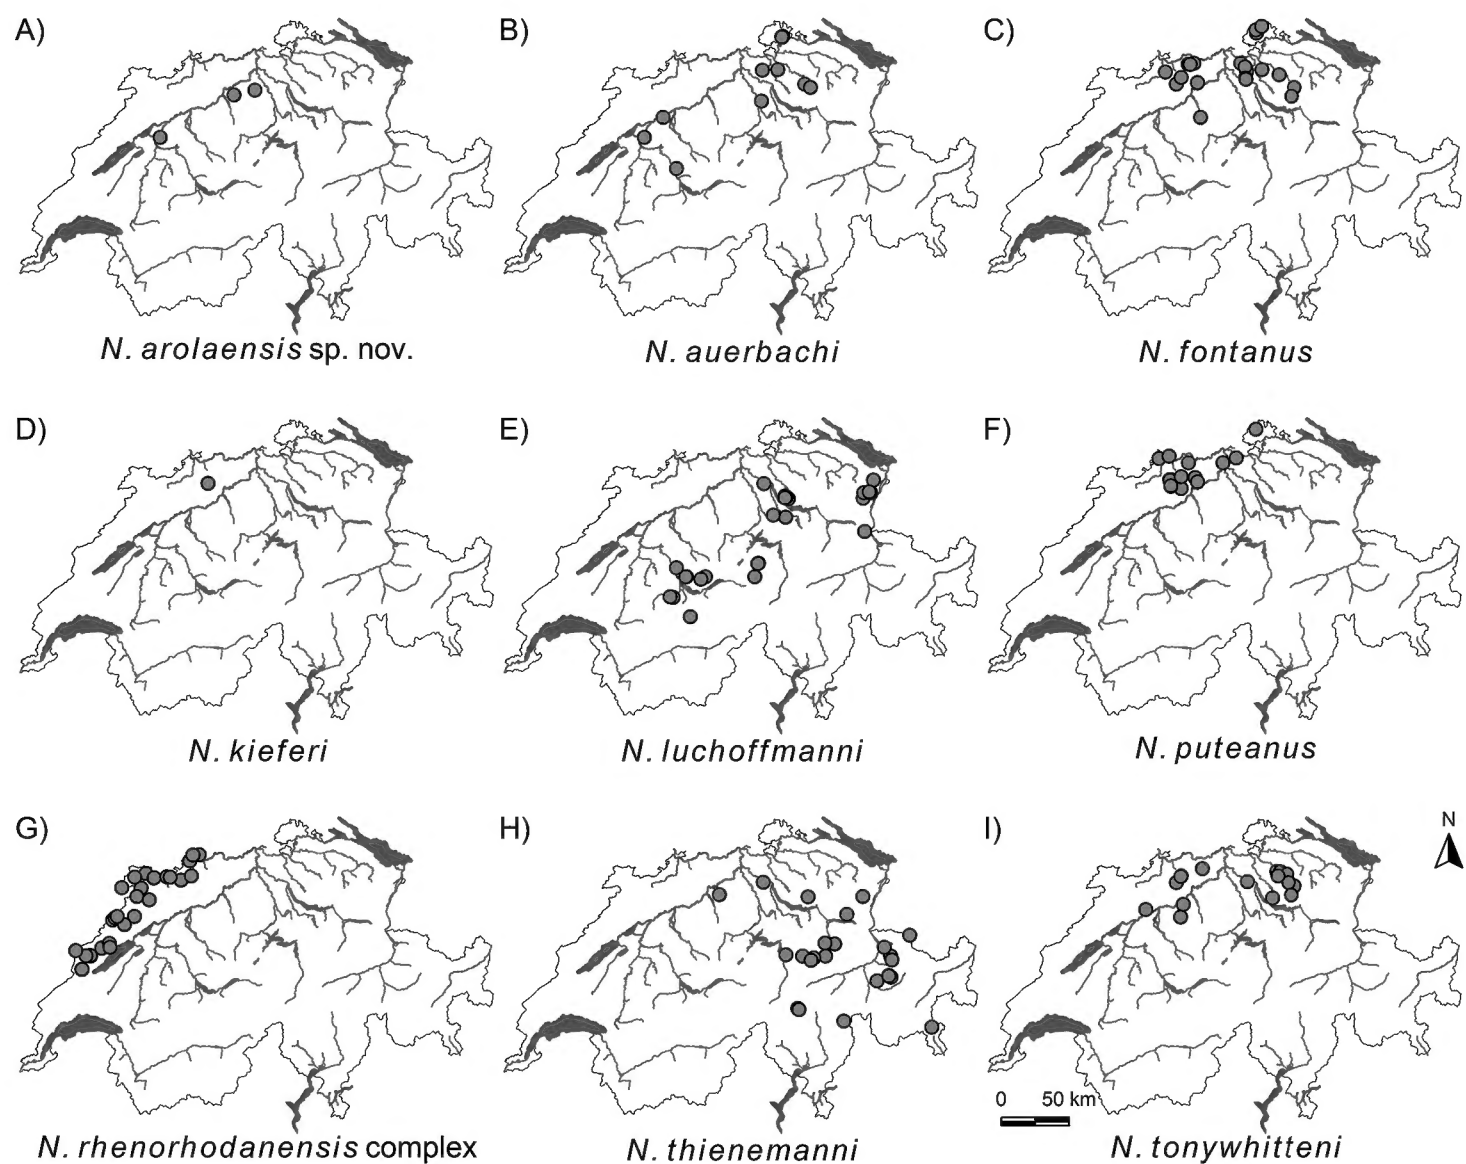 A)
B)
C)
N. arolaensis sp. nov.
N. auerbachi
N. fontanus
D)
E)
F)
N. kieferi
N. luchoffmanni
N. puteanus
G)
H)
I)
N
0 50 km
N. rhenorhodanensis complex
N. thienemanni
N. tonywhitteni